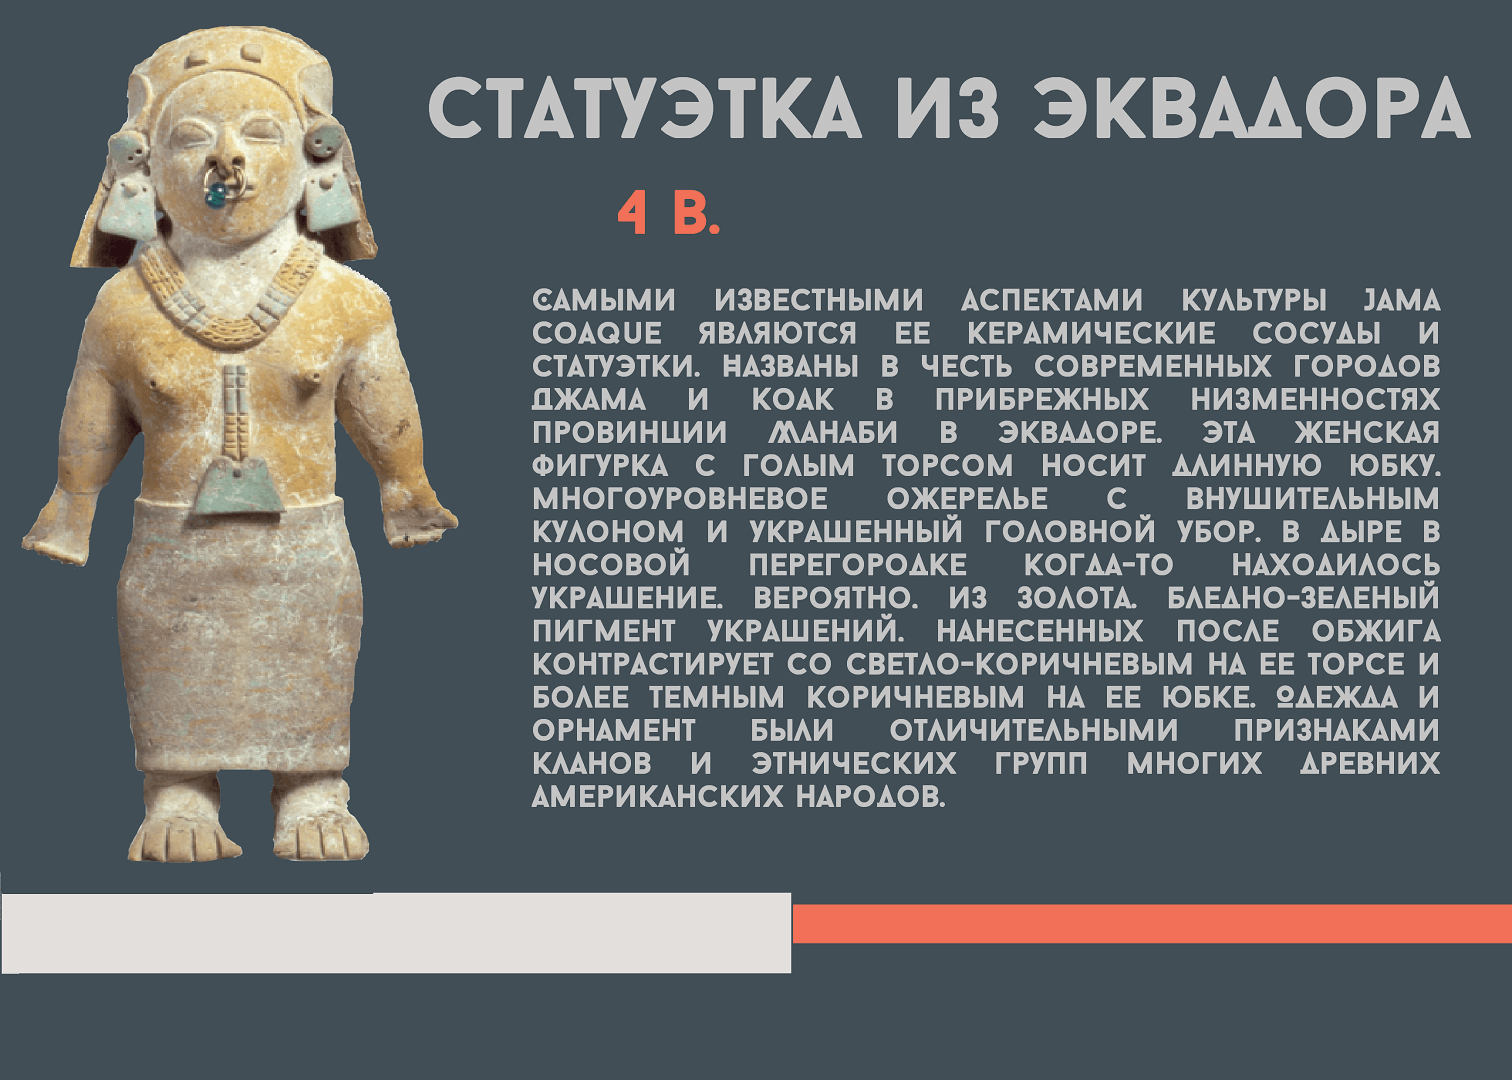 СТАТУЭТКА ИЗ ЭКВАДОРА
4 В.
САМЫМИ ИЗВЕСТНЫМИ АСПЕКТАМИ КУЛЬТУРЫ JAMA
COAQUE ЯВЛЯЮТСЯ ЕЕ КЕРАМИЧЕСКИЕ СОСУДЫ И
СТАТУЭТКИ. НАЗВАНЫ В ЧЕСТЬ СОВРЕМЕННЫХ ГОРОДОВ
ДЖАМА И КОАК В ПРИБРЕЖНЫХ НИЗМЕННОСТЯХ
ПРОВИНЦИИ МАНАБИ В ЭКВАДОРЕ. ЭТА ЖЕНСКАЯ
ФИГУРКА С ГОЛЫМ ТОРСОМ НОСИТ ДЛИННУЮ ЮБКУ.
МНОГОУРОВНЕВОЕ ОЖЕРЕЛЬЕ С ВНУШИТЕЛЬНЫМ
КУЛОНОМ И УКРАШЕННЫЙ ГОЛОВНОЙ УБОР. В ДЫРЕ В
НОСОВОЙ ПЕРЕГОРОДКЕ КОГДА-ТО НАХОДИЛОСЬ
УКРАШЕНИЕ. ВЕРОЯТНО. ИЗ ЗОЛОТА. БЛЕДНО-ЗЕЛЕНЫЙ
ПИГМЕНТ УКРАШЕНИЙ. НАНЕСЕННЫХ ПОСЛЕ ОБЖИГА
КОНТРАСТИРУЕТ СО СВЕТЛО-КОРИЧНЕВЫМ НА ЕЕ ТОРСЕ И
БОЛЕЕ ТЕМНЫМ КОРИЧНЕВЫМ НА ЕЕ ЮБКЕ. ОДЕЖДА И
ОРНАМЕНТ БЫЛИ ОТЛИЧИТЕЛЬНЫМИ ПРИЗНАКАМИ
КЛАНОВ И ЭТНИЧЕСКИХ ГРУПП МНОГИХ ДРЕВНИХ
АМЕРИКАНСКИХ НАРОДОВ.